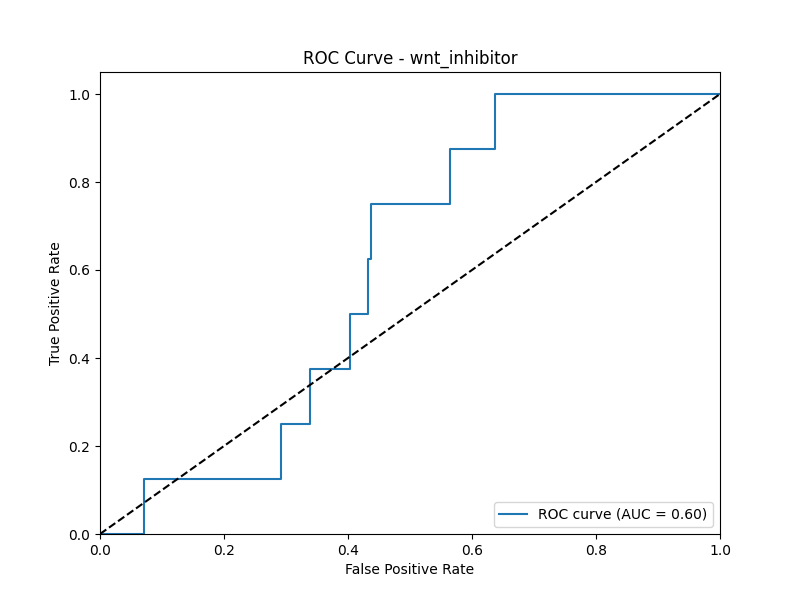 ROC Curve - wnt_inhibitor
True Positive Rate
1.0
0.8
0.6
0.4
0.2
0.0
ROC curve (AUC = 0.60)
0.0 0.2 0.4 0.6 0.8 1.0
False Positive Rate